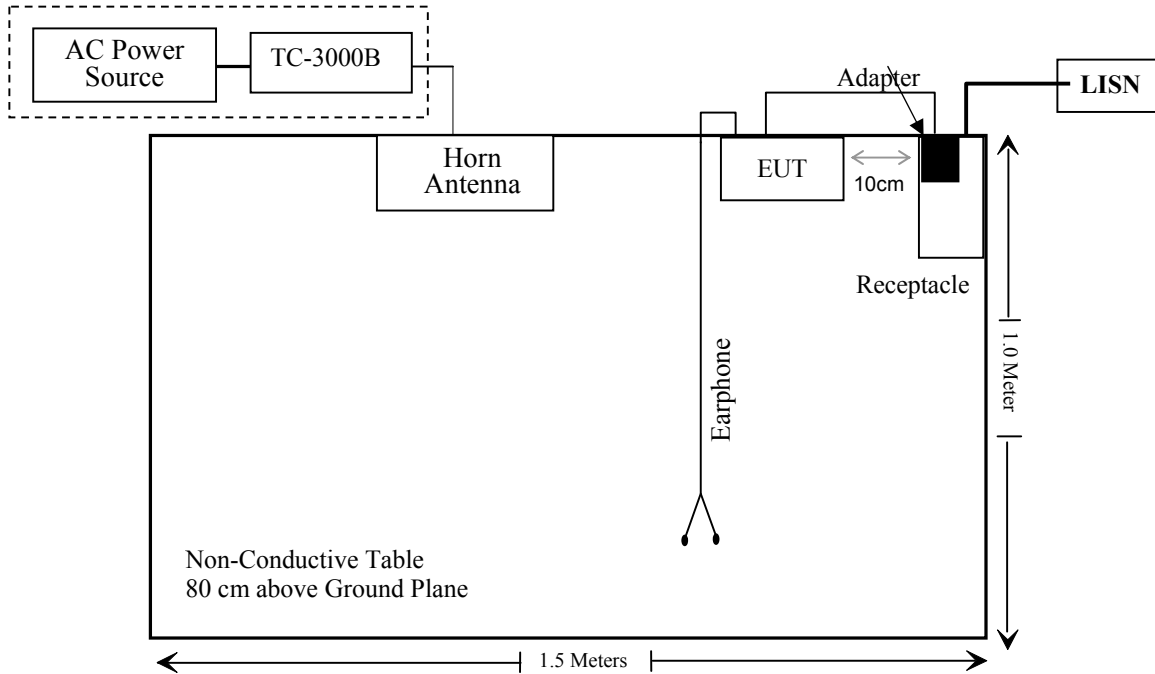 AC Power
Source
TC-3000B
Adapter
LISN
Horn
Antenna
EUT
10cm
Receptacle
Earphone
1.0 Meter
Non-Conductive Table
80 cm above Ground Plane
1.5 Meters